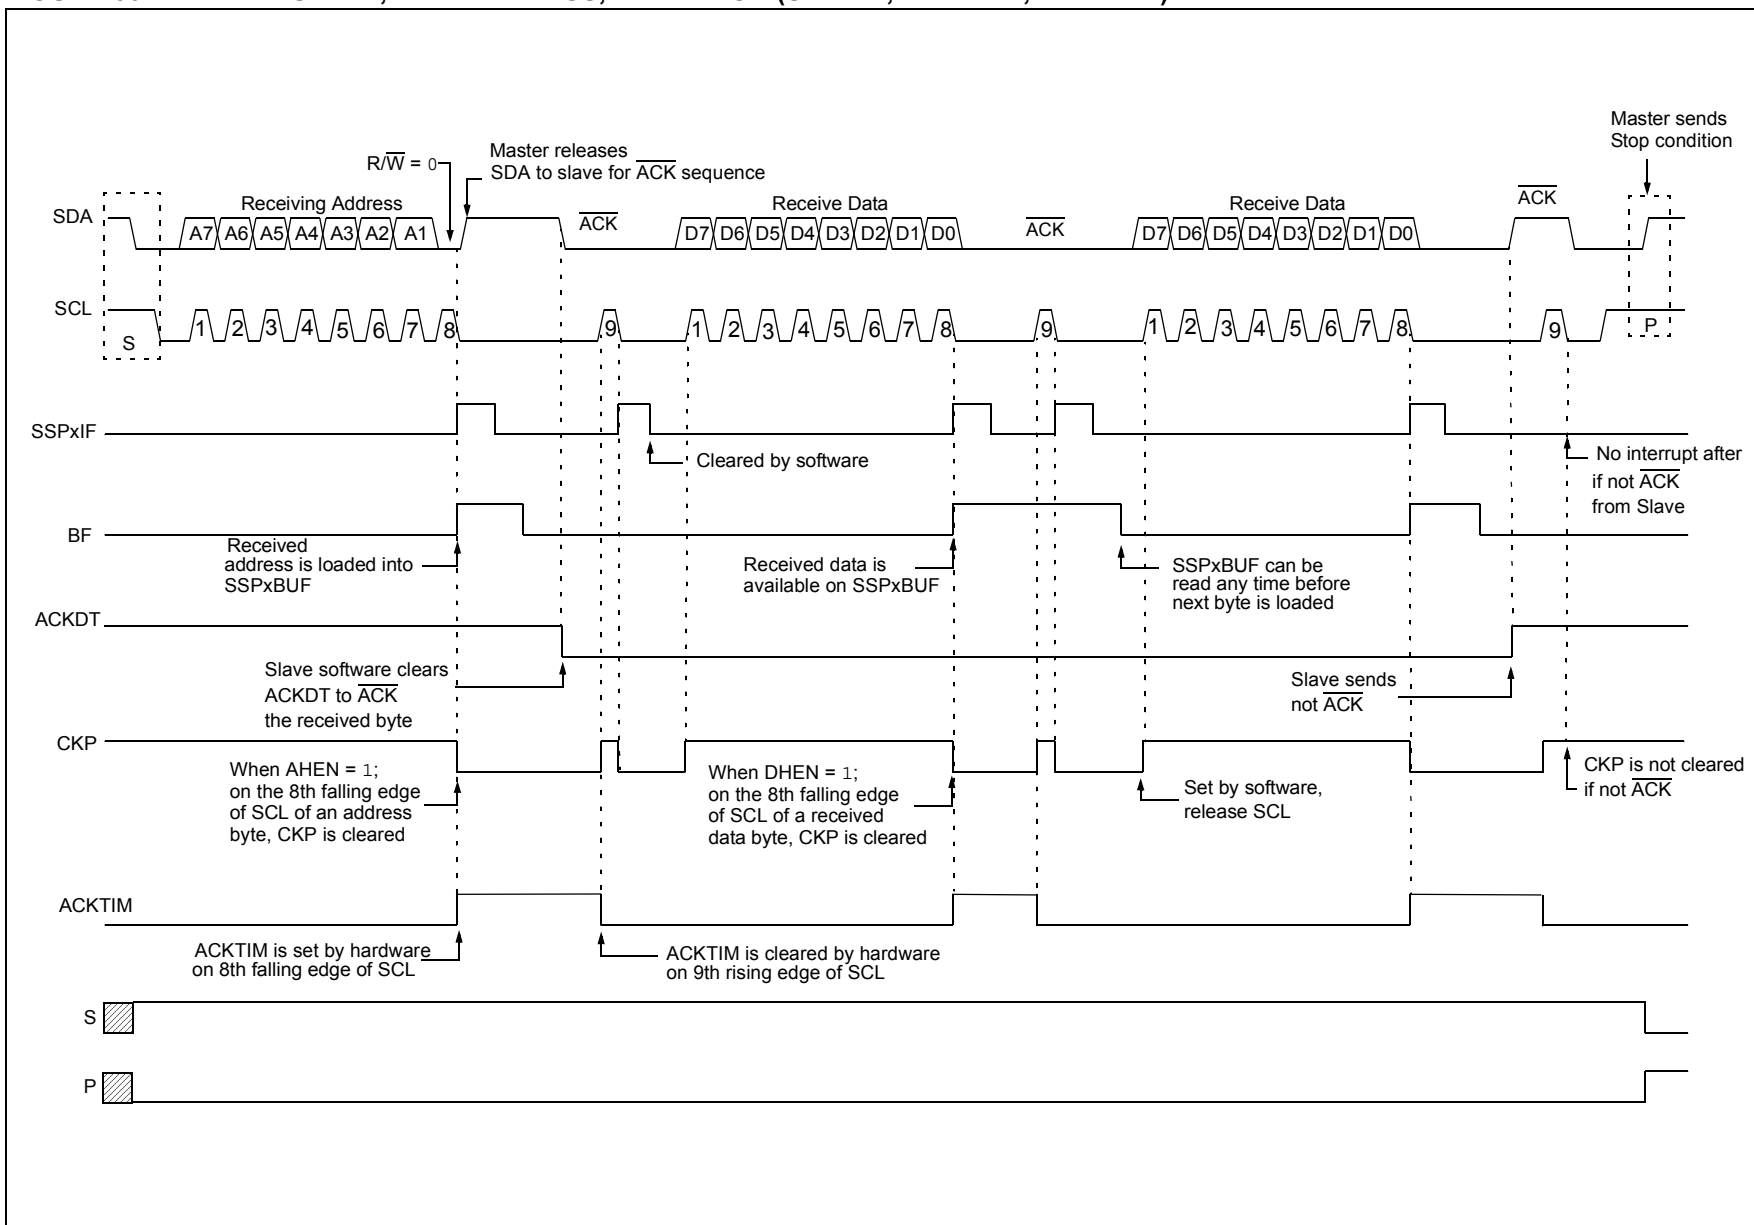 Master sends
Stop condition
R/W̅ = 0
Master releases
SDA to slave for A̅C̅K̅ sequence
SDA
Receiving Address
A7 A6 A5 A4 A3 A2 A1
A̅C̅K̅
Receive Data
D7 D6 D5 D4 D3 D2 D1 D0
A̅C̅K̅
Receive Data
D7 D6 D5 D4 D3 D2 D1 D0
A̅C̅K̅
SCL
S
1 2 3 4 5 6 7 8 9 1 2 3 4 5 6 7 8 9 1 2 3 4 5 6 7 8 9
P
SSPxIF
Cleared by software
No interrupt after
if not A̅C̅K̅
from Slave
BF
Received
address is loaded into
SSPxBUF
Received data is
available on SSPxBUF
SSPxBUF can be
read any time before
next byte is loaded
ACKDT
Slave software clears
ACKDT to A̅C̅K̅
the received byte
Slave sends
not A̅C̅K̅
CKP
When AHEN = 1;
on the 8th falling edge
of SCL of an address
byte, CKP is cleared
When DHEN = 1;
on the 8th falling edge
of SCL of a received
data byte, CKP is cleared
Set by software,
release SCL
CKP is not cleared
if not A̅C̅K̅
ACKTIM
ACKTIM is set by hardware
on 8th falling edge of SCL
ACKTIM is cleared by hardware
on 9th rising edge of SCL
S
P